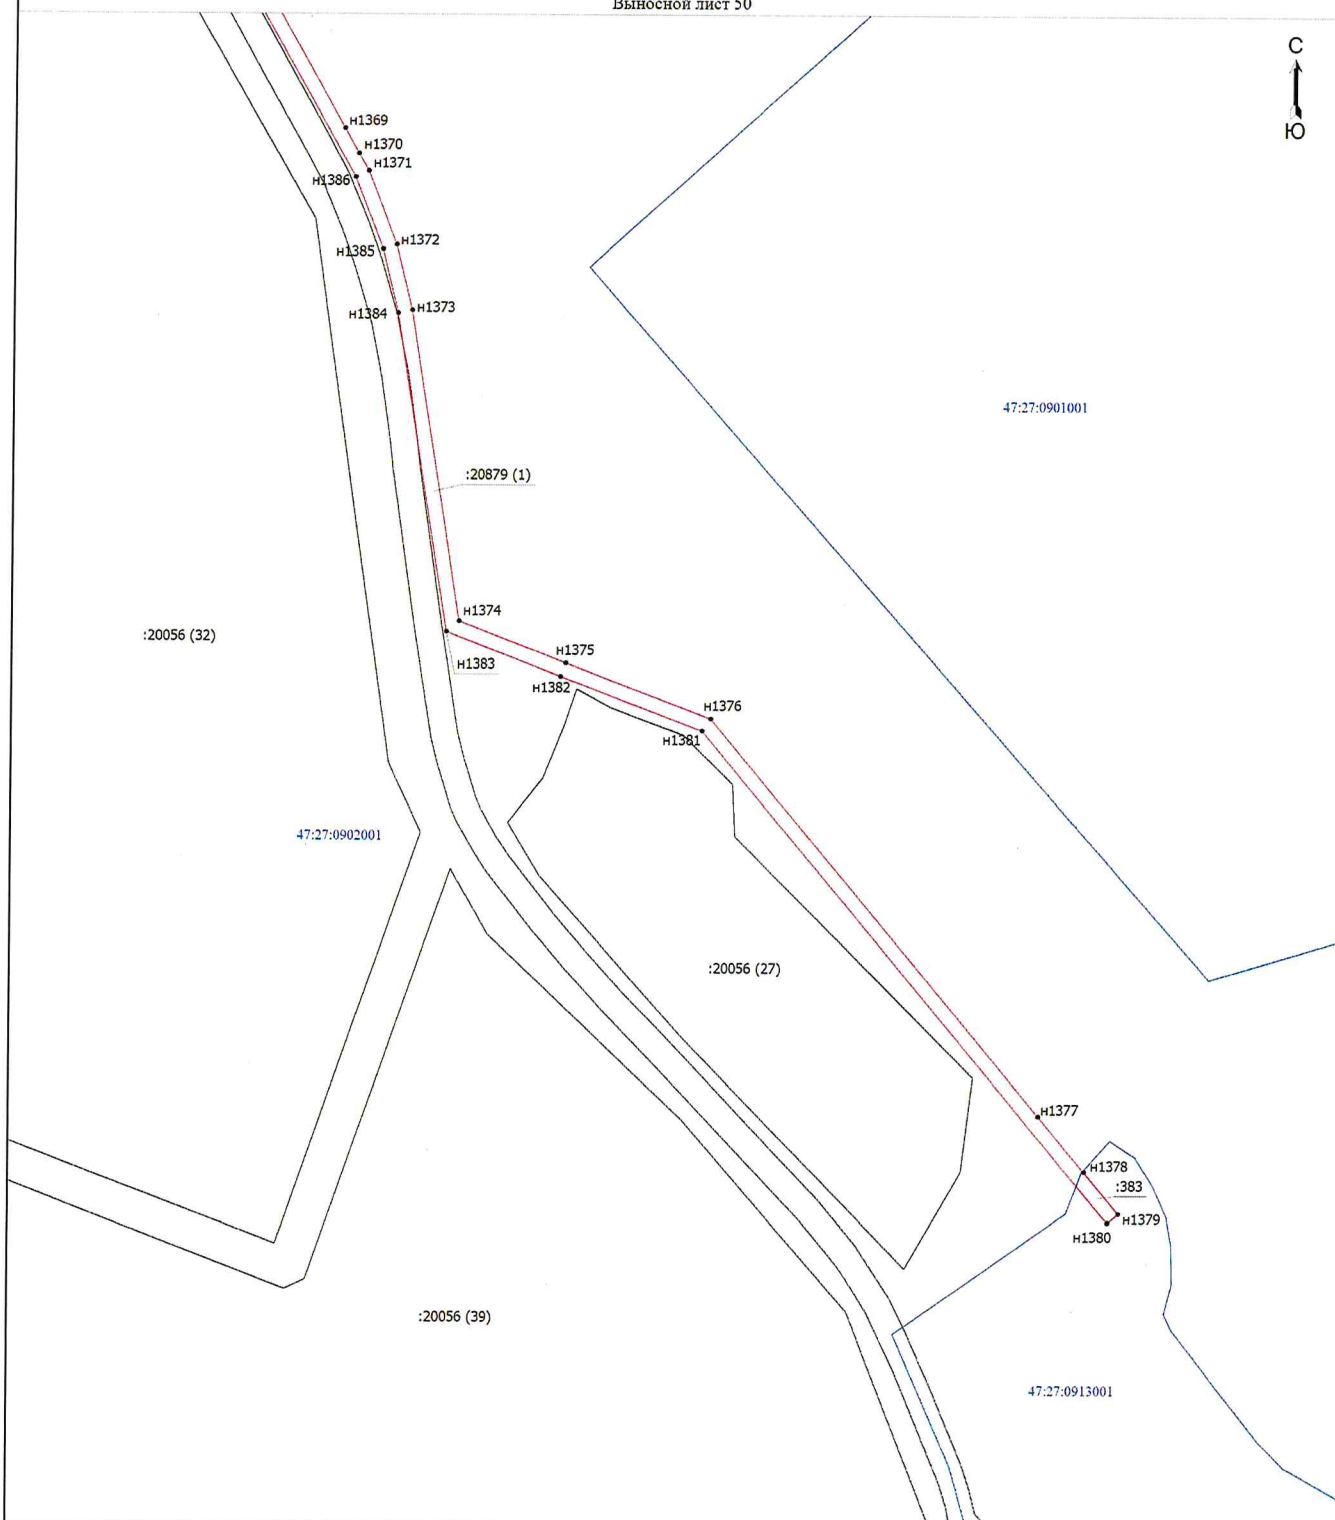 Выносной лист 50
С
Ю
н1369
н1370
н1371
н1386
н1372
н1385
н1373
н1384
47:27:0901001
:20879 (1)
н1374
:20056 (32)
н1375
н1383
н1382
н1376
н1381
47:27:0902001
:20056 (27)
н1377
н1378
:383
н1379
н1380
:20056 (39)
47:27:0913001